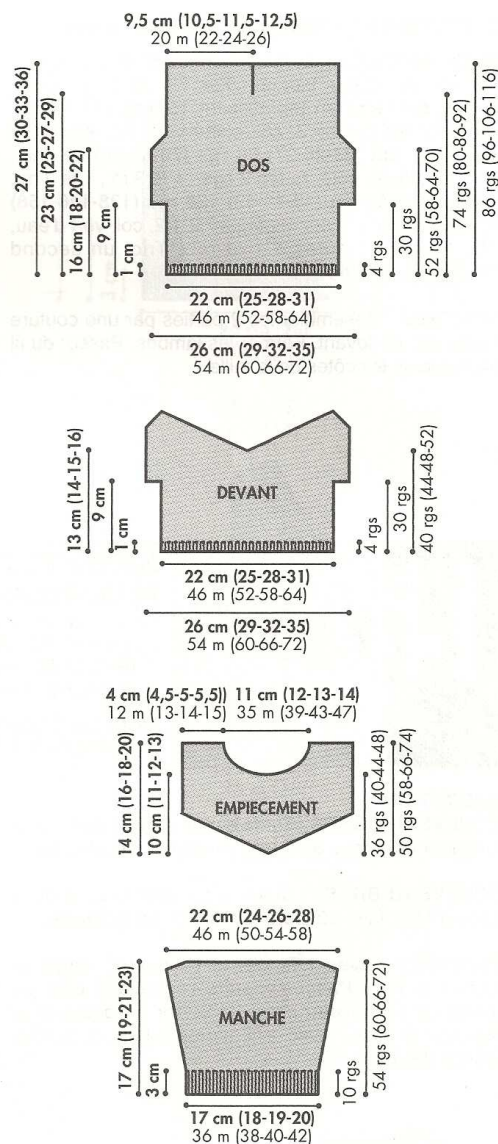 9,5 cm (10,5-11,5-12,5)
20 m (22-24-26)
27 cm (30-33-36)
23 cm (25-27-29)
16 cm (18-20-22)
9 cm
1 cm
DOS
4 rgs
30 rgs
52 rgs (58-64-70)
74 rgs (80-86-92)
86 rgs (96-106-116)
22 cm (25-28-31)
46 m (52-58-64)
26 cm (29-32-35)
54 m (60-66-72)
13 cm (14-15-16)
9 cm
1 cm
DEVANT
4 rgs
30 rgs
40 rgs (44-48-52)
22 cm (25-28-31)
46 m (52-58-64)
26 cm (29-32-35)
54 m (60-66-72)
4 cm (4,5-5-5,5)) 11 cm (12-13-14)
12 m (13-14-15) 35 m (39-43-47)
14 cm (16-18-20)
10 cm (11-12-13)
EMPIECEMENT
36 rgs (40-44-48)
50 rgs (58-66-74)
22 cm (24-26-28)
46 m (50-54-58)
17 cm (19-21-23)
3 cm
MANCHE
10 rgs
54 rgs (60-66-72)
17 cm (18-19-20)
36 m (38-40-42)